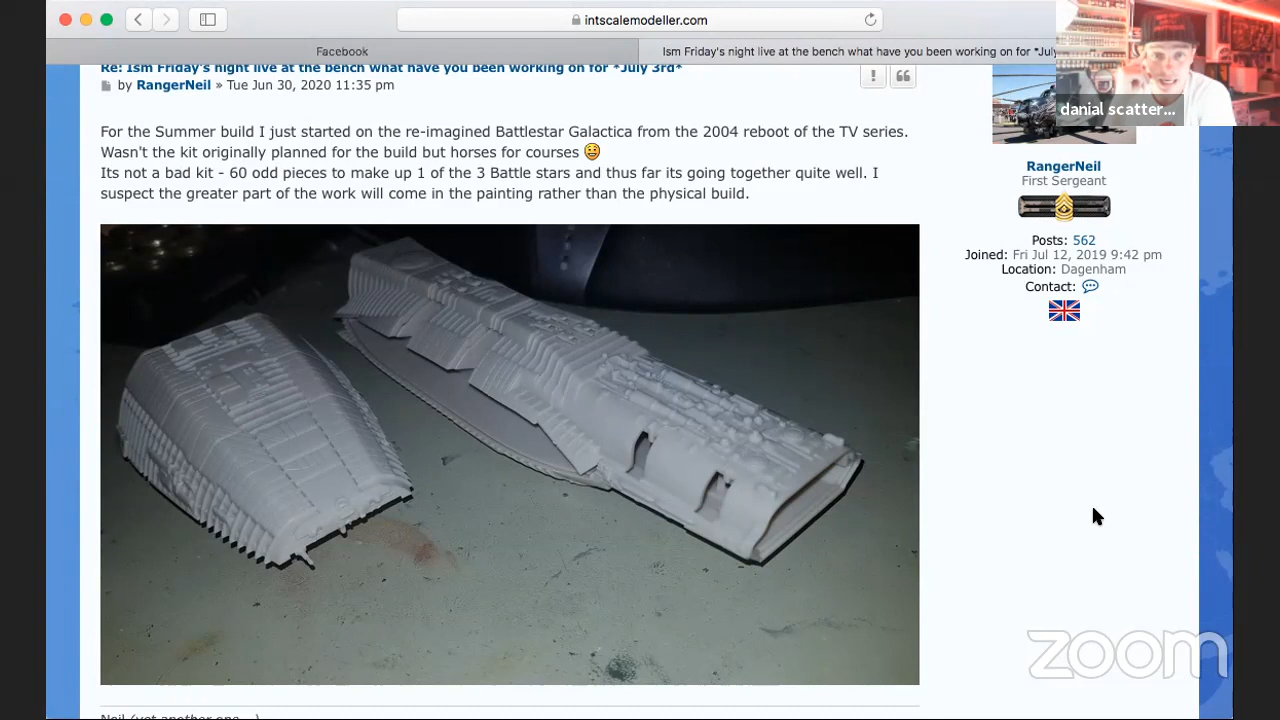 intscalemodeller.com
Facebook
Ism Friday's night live at the bench what have you been working on for *July
danial scatter...
Re: Ism Friday's night live at the bench what have you been working on for *July 3rd*
by RangerNeil » Tue Jun 30, 2020 11:35 pm
For the Summer build I just started on the re-imagined Battlestar Galactica from the 2004 reboot of the TV series.
Wasn't the kit originally planned for the build but horses for courses
Its not a bad kit - 60 odd pieces to make up 1 of the 3 Battle stars and thus far its going together quite well. I
suspect the greater part of the work will come in the painting rather than the physical build.
RangerNeil
First Sergeant
Posts: 562
Joined: Fri Jul 12, 2019 9:42 pm
Location: Dagenham
Contact:
zoom
Neil (yet another one...)